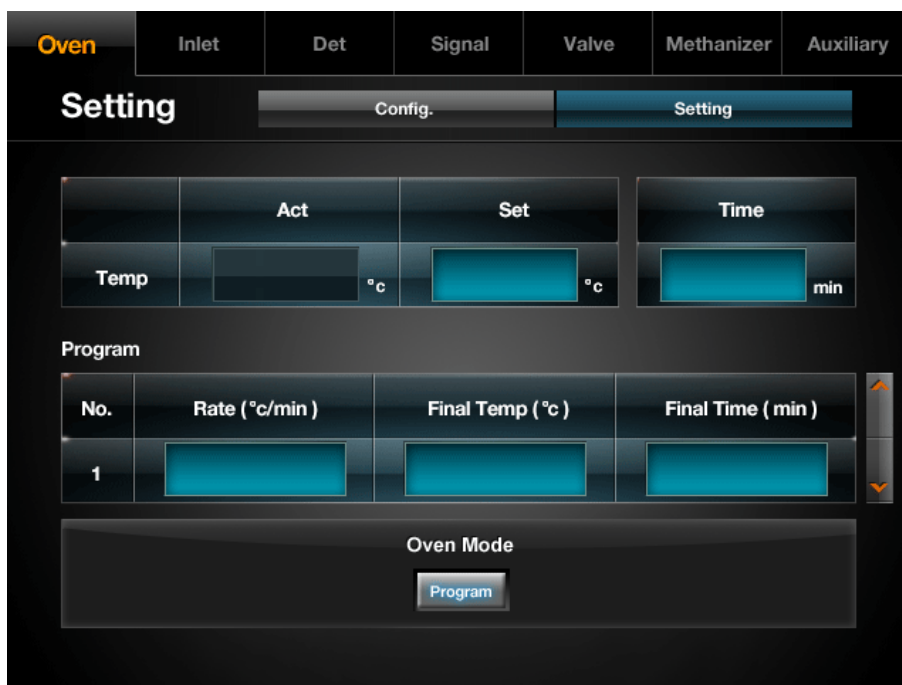 Oven Inlet Det Signal Valve Methanizer Auxiliary
Setting Config. Setting
Act Set Time
Temp °c °c min
Program
No. Rate ( °c/min ) Final Temp ( °c ) Final Time ( min )
1
Oven Mode
Program